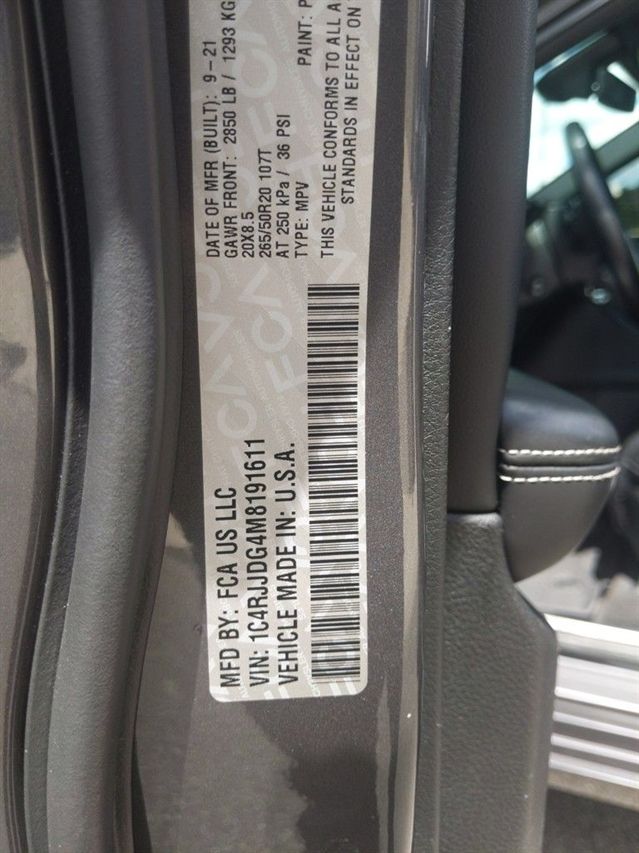 MFD BY: FCA US LLC
DATE OF MFR (BUILT): 9-21
VIN: 1C4RJJDG4M8191611
GAWR FRONT: 2850 LB / 1293 KG
VEHICLE MADE IN: U.S.A.
20X8.5
265/50R20 107T
AT 250 kPa / 36 PSI
TYPE: MPV
PAINT: P
THIS VEHICLE CONFORMS TO ALL A
STANDARDS IN EFFECT ON